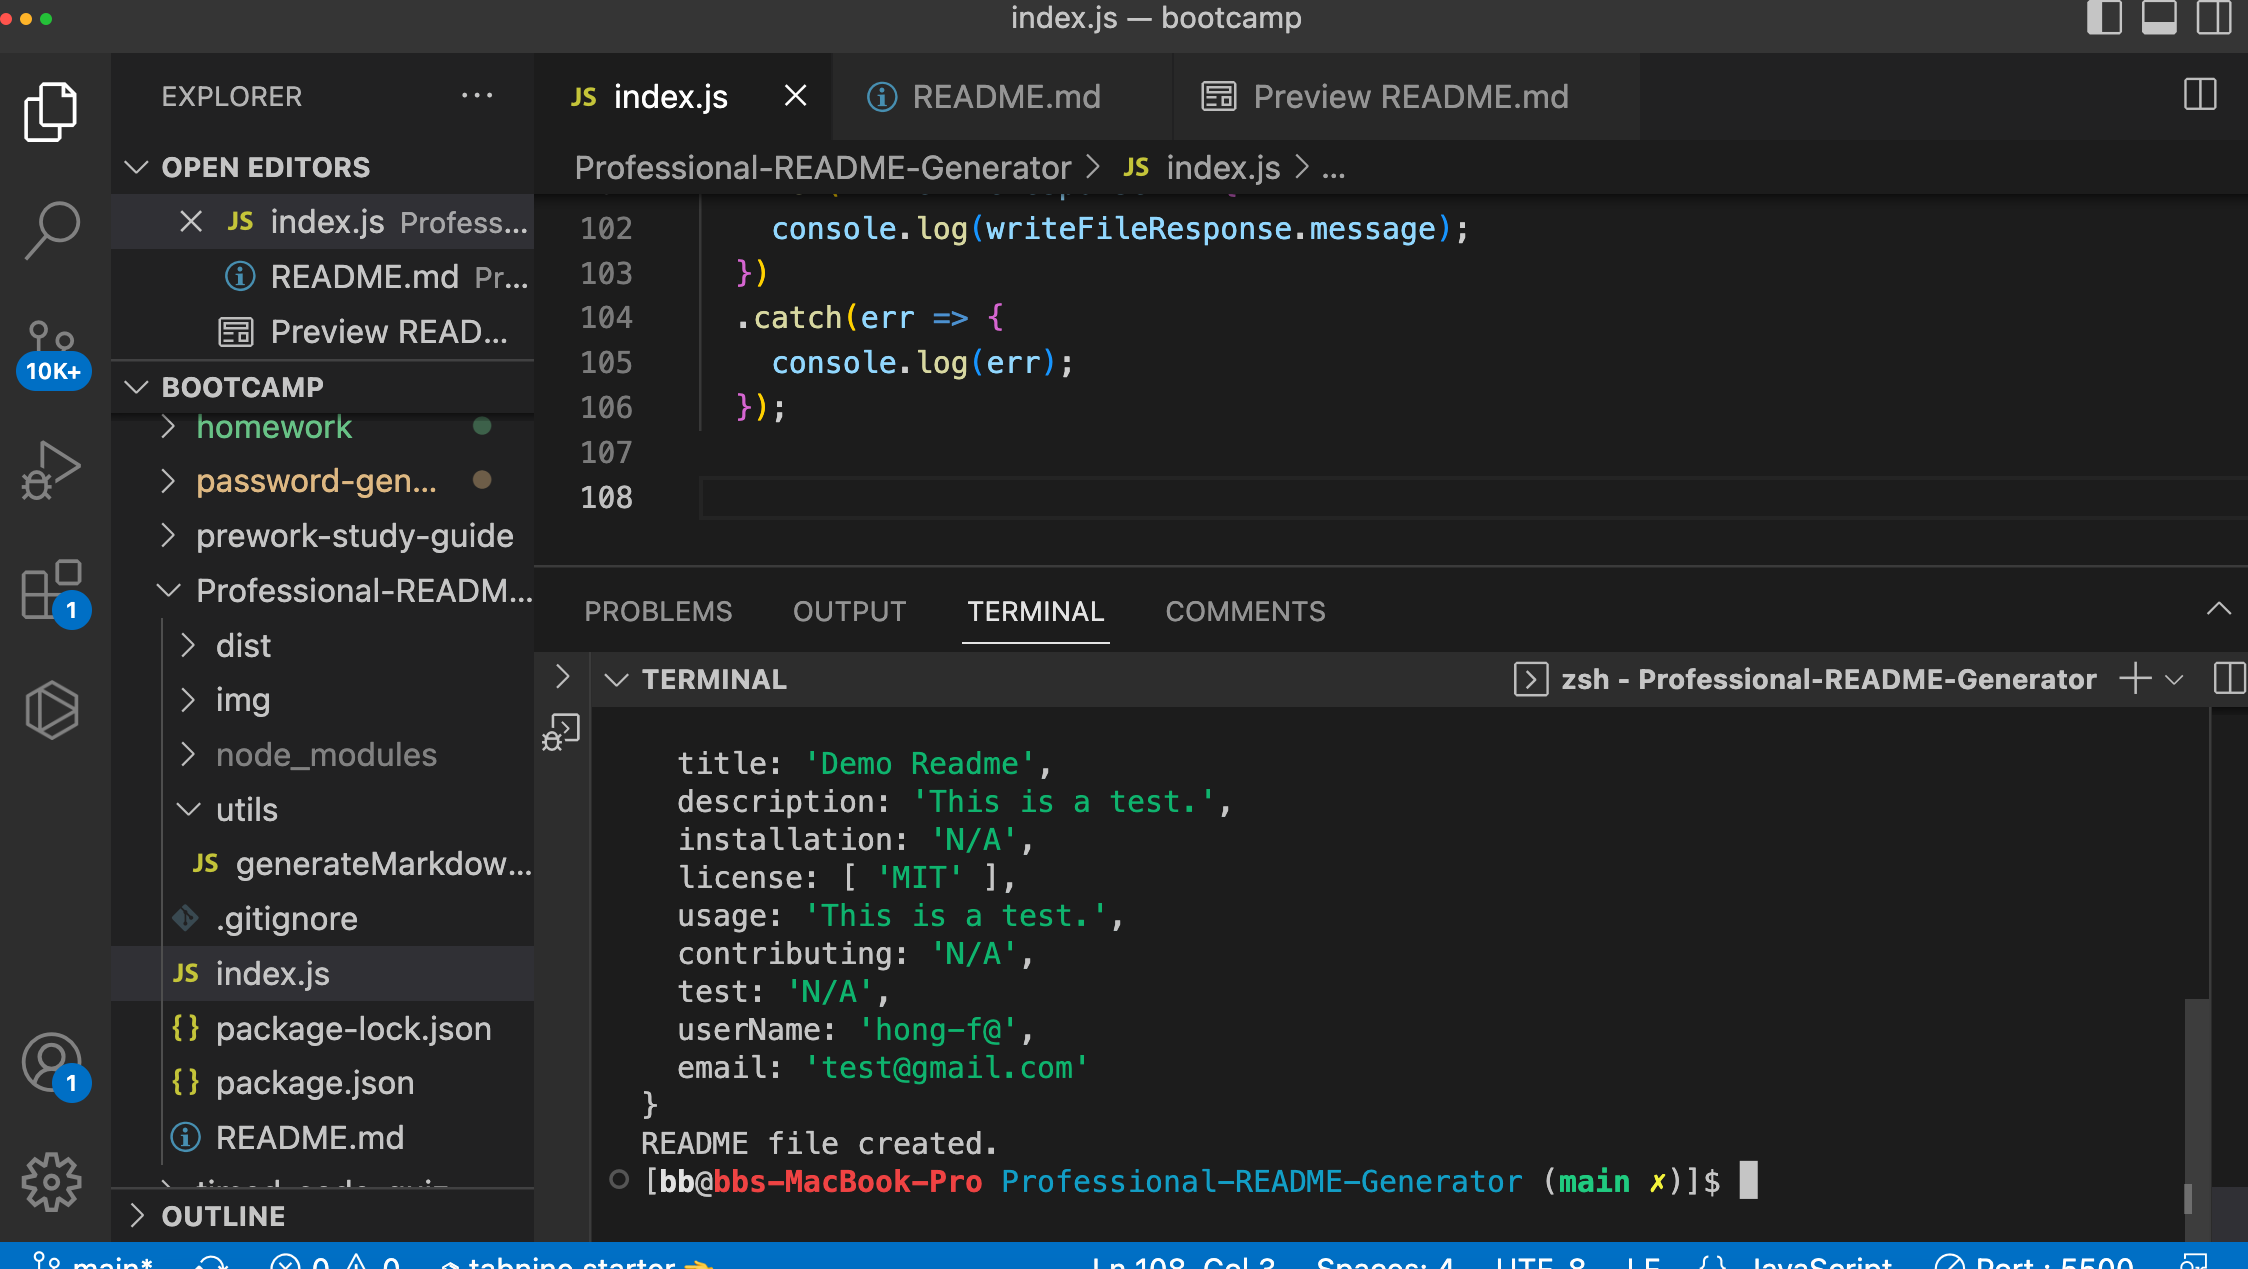 index.js — bootcamp
EXPLORER
OPEN EDITORS
JS index.js Profess...
README.md Pr...
Preview READ...
10K+
BOOTCAMP
homework
password-gen...
prework-study-guide
Professional-READM...
dist
1
img
node_modules
utils
JS generateMarkdow...
.gitignore
JS index.js
{} package-lock.json
{} package.json
1
README.md
OUTLINE
JS index.js
README.md
Preview README.md
Professional-README-Generator > JS index.js > ...
102 console.log(writeFileResponse.message);
103 })
104 .catch(err => {
105 console.log(err);
106 });
107
108
PROBLEMS OUTPUT TERMINAL COMMENTS
TERMINAL
zsh - Professional-README-Generator
title: 'Demo Readme',
description: 'This is a test.',
installation: 'N/A',
license: [ 'MIT' ],
usage: 'This is a test.',
contributing: 'N/A',
test: 'N/A',
userName: 'hong-f@',
email: 'test@gmail.com'
}
README file created.
[bb@bbs-MacBook-Pro Professional-README-Generator (main ✗)]$
main* 0 0 tabnine starter Ln 108, Col 3 Spaces: 4 UTF-8 LF {} JavaScript Port : 5500